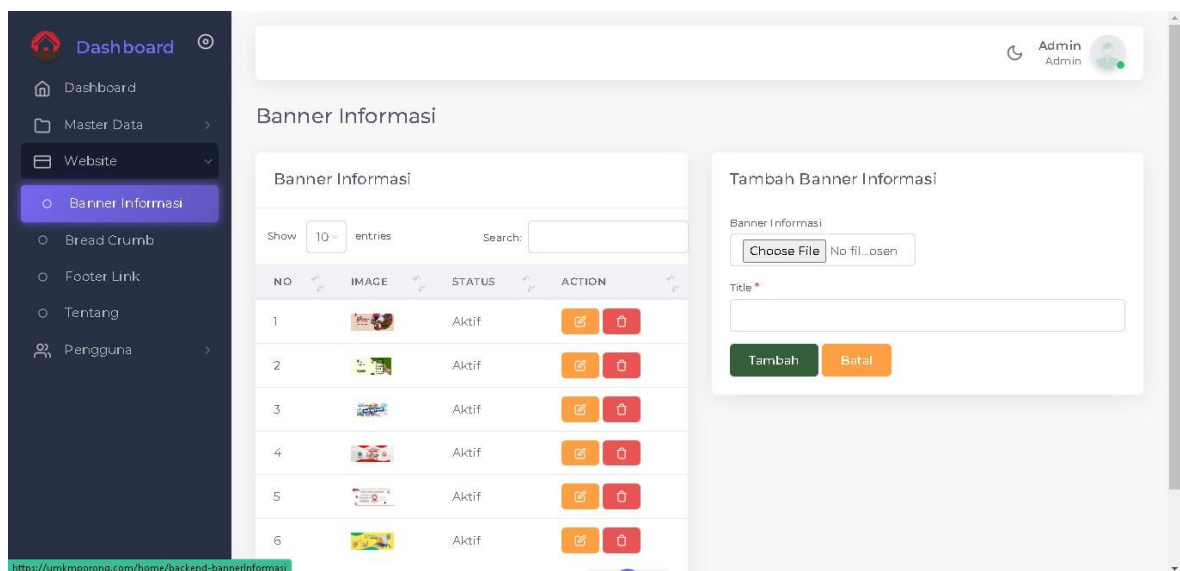 Dashboard
Dashboard
Master Data
Website
Banner Informasi
Bread Crumb
Footer Link
Tentang
Pengguna
Admin
Admin
Banner Informasi
Banner Informasi
Show 10 entries Search:
NO IMAGE STATUS ACTION
1 Aktif
2 Aktif
3 Aktif
4 Aktif
5 Aktif
6 Aktif
Tambah Banner Informasi
Banner Informasi
Choose File No fil...osen
Title *
Tambah Batal
https://umkmporong.com/home/backend-bannerInformasi